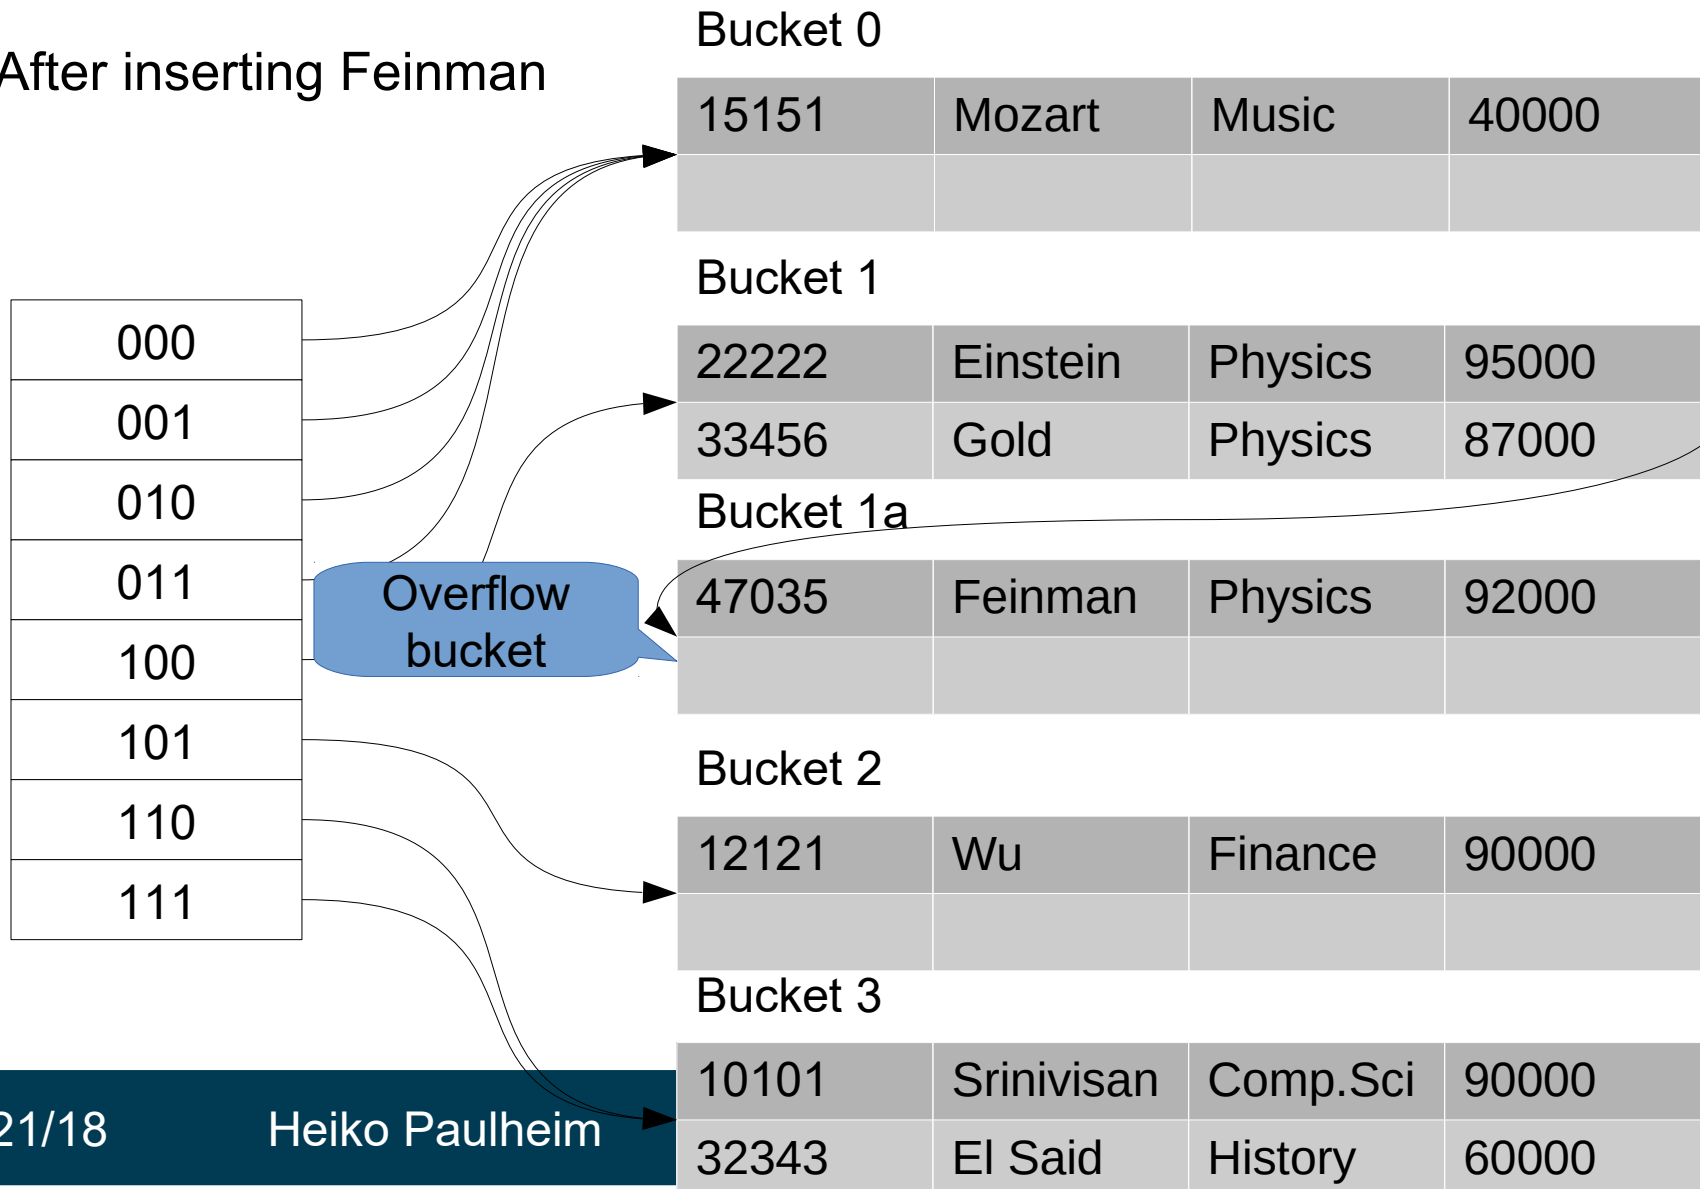 After inserting Feinman
000
001
010
011
100
101
110
111
Overflow
bucket
Bucket 0
15151 Mozart Music 40000
Bucket 1
22222 Einstein Physics 95000
33456 Gold Physics 87000
Bucket 1a
47035 Feinman Physics 92000
Bucket 2
12121 Wu Finance 90000
Bucket 3
10101 Srinivisan Comp.Sci 90000
32343 El Said History 60000
21/18 Heiko Paulheim